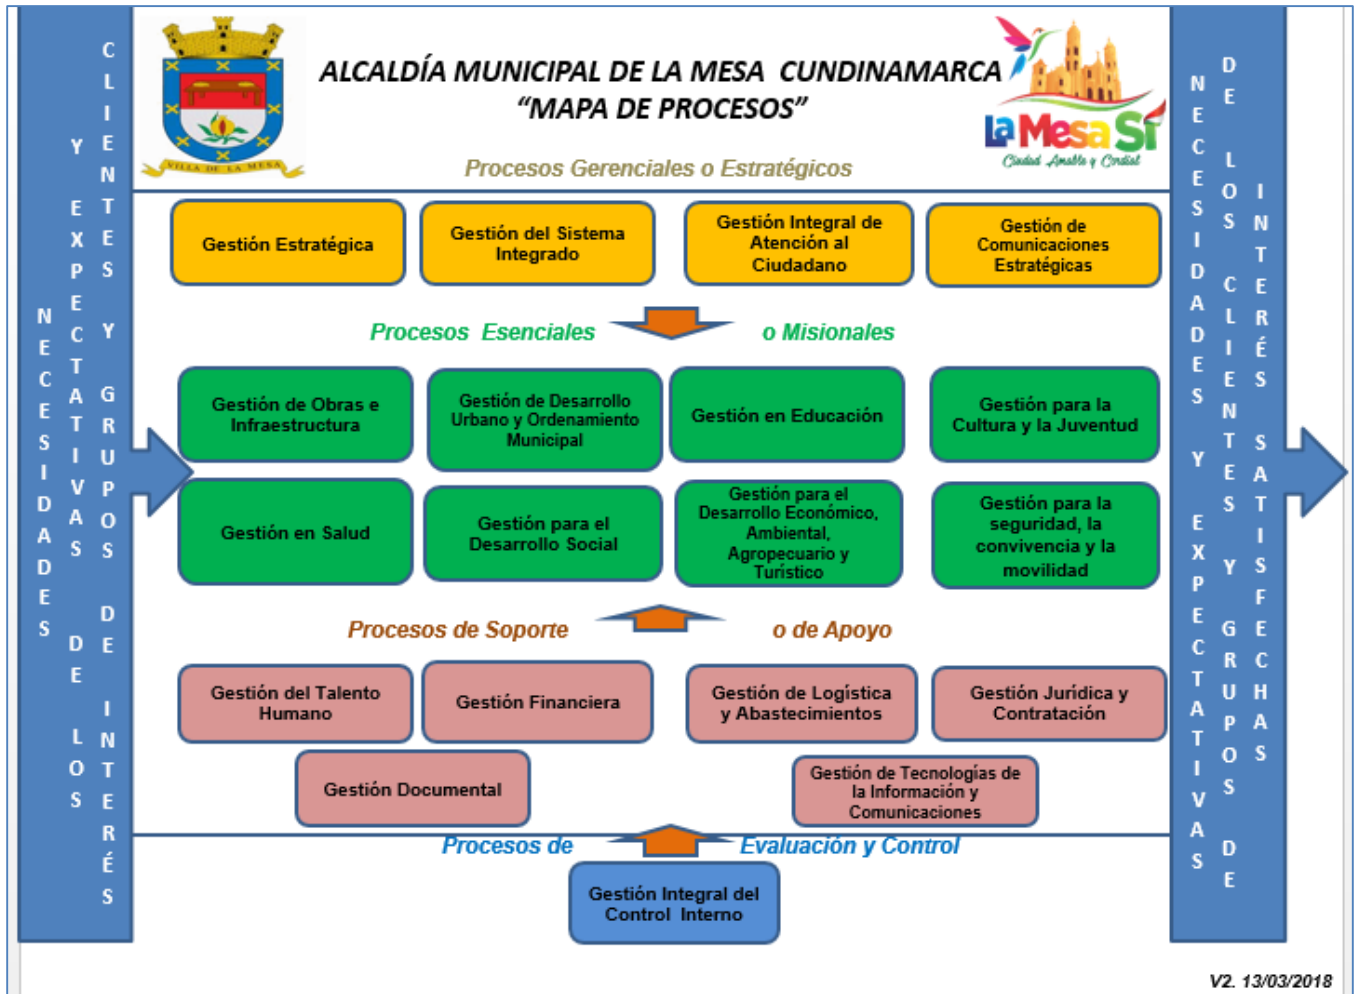 ALCALDÍA MUNICIPAL DE LA MESA CUNDINAMARCA
“MAPA DE PROCESOS”
VILLA DE LA MESA
La Mesa Sí
Ciudad Amable y Cordial
NECESIDADES
Y EXPECTATIVAS DE LOS
CLIENTES Y GRUPOS DE INTERÉS
Procesos Gerenciales o Estratégicos
Gestión Estratégica
Gestión del Sistema
Integrado
Gestión Integral de
Atención al
Ciudadano
Gestión de
Comunicaciones
Estratégicas
Procesos Esenciales o Misionales
Gestión de Obras e
Infraestructura
Gestión de Desarrollo
Urbano y Ordenamiento
Municipal
Gestión en Educación
Gestión para la
Cultura y la Juventud
Gestión en Salud
Gestión para el
Desarrollo Social
Gestión para el
Desarrollo Económico,
Ambiental,
Agropecuario y
Turístico
Gestión para la
seguridad, la
convivencia y la
movilidad
Procesos de Soporte o de Apoyo
Gestión del Talento
Humano
Gestión Financiera
Gestión de Logística
y Abastecimientos
Gestión Jurídica y
Contratación
Gestión Documental
Gestión de Tecnologías de
la Información y
Comunicaciones
Procesos de Evaluación y Control
Gestión Integral del
Control Interno
NECESIDADES Y EXPECTATIVAS
DE LOS CLIENTES Y GRUPOS DE
INTERÉS SATISFECHAS
V2. 13/03/2018